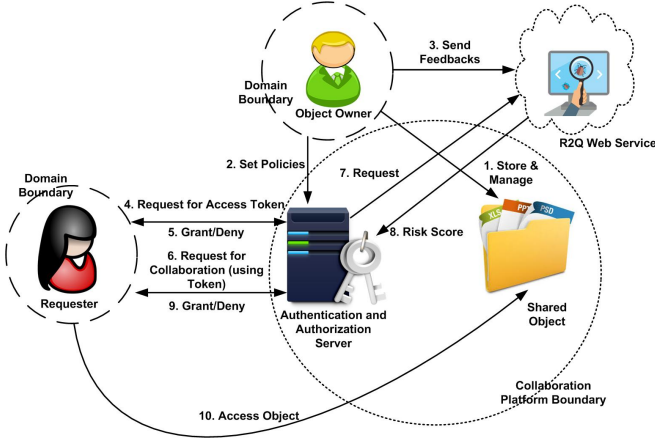 3. Send
Feedbacks
Domain
Boundary
Object Owner
R2Q Web Service
2. Set Policies
7. Request
1. Store &
Manage
Domain
Boundary
4. Request for Access Token
5. Grant/Deny
6. Request for
Collaboration (using
Token)
9. Grant/Deny
Requester
8. Risk Score
XLS
PPT
PSD
Authentication and
Authorization
Server
Shared
Object
Collaboration
Platform Boundary
10. Access Object